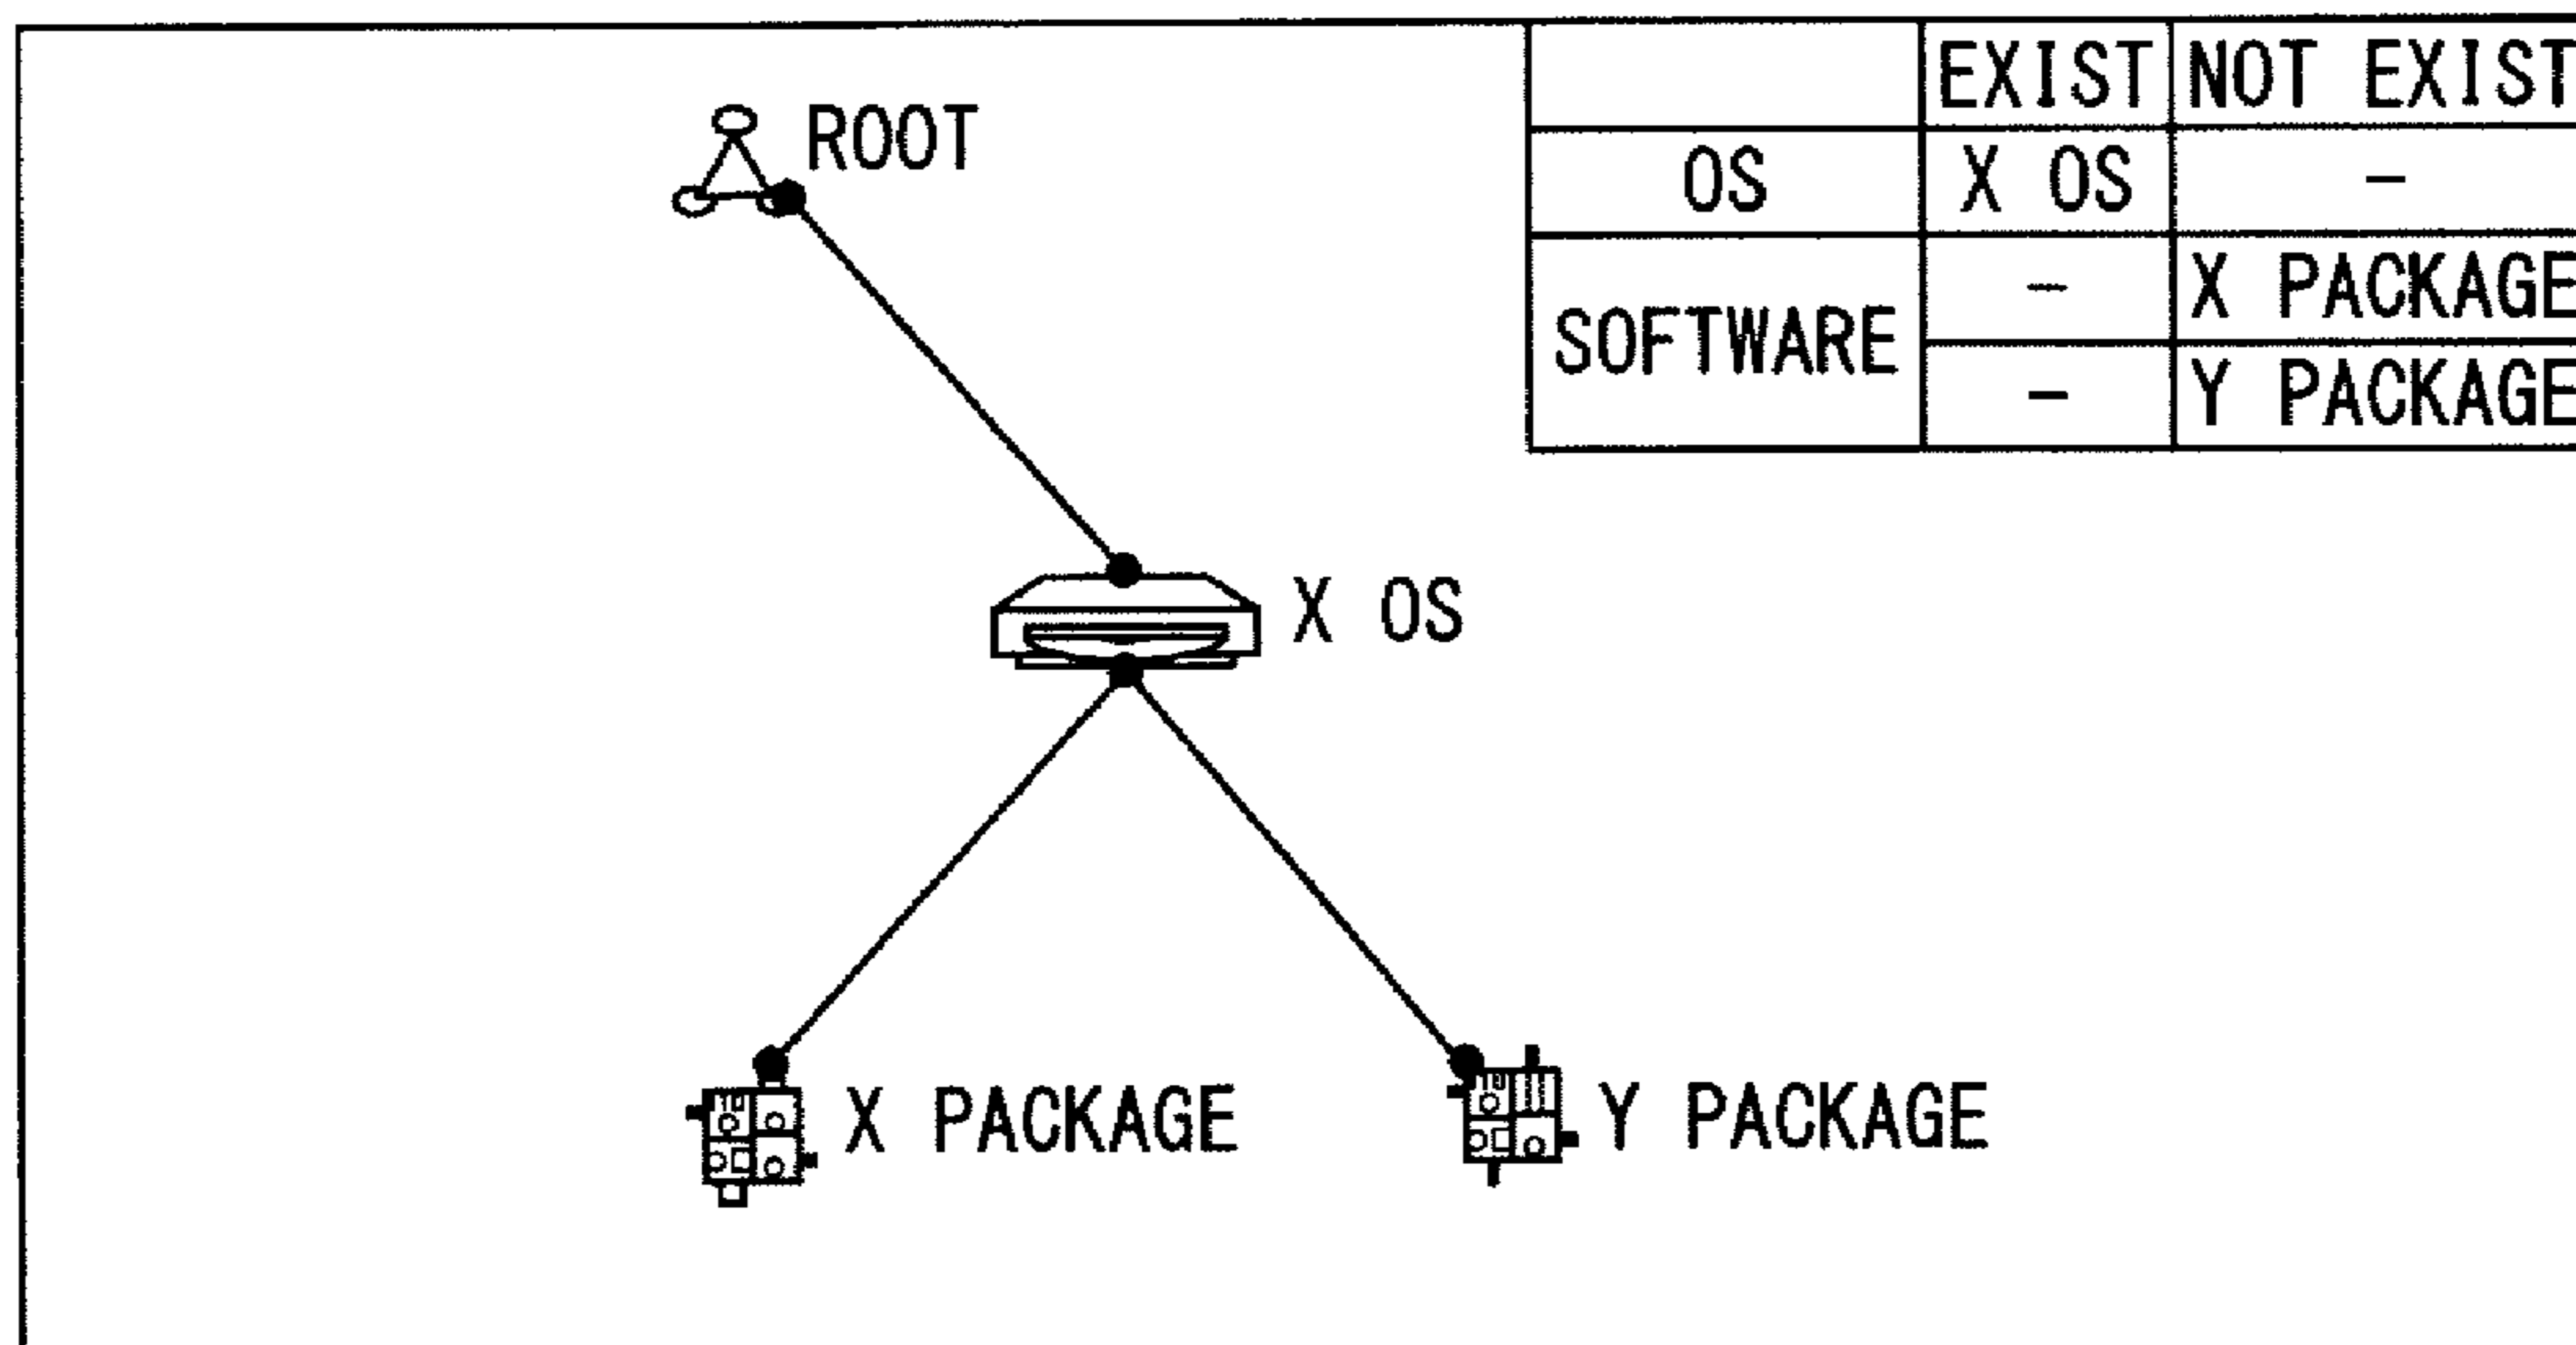 EXIST NOT EXIST
ROOT
OS X OS -
- X PACKAGE
SOFTWARE
- Y PACKAGE
X OS
X PACKAGE Y PACKAGE